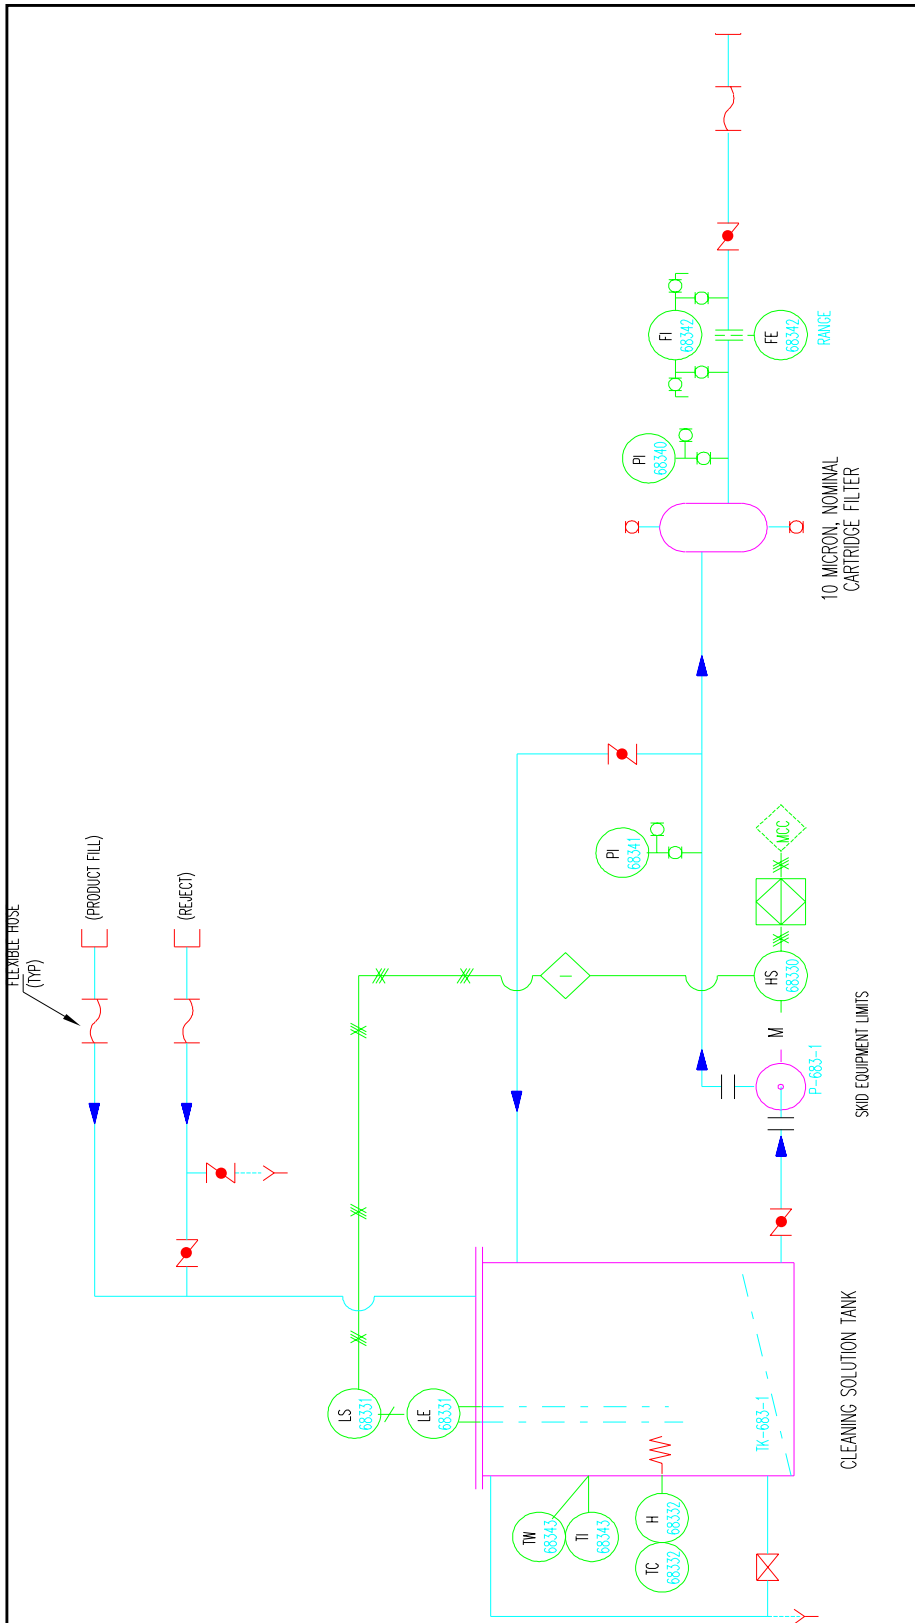 FLEXIBLE HOSE
(TYP)
(PRODUCT FILL)
(REJECT)
LS
68331
LE
68331
TW
68343
TI
68343
H
68332
TC
68332
TK-683-1
CLEANING SOLUTION TANK
I
HS
68330
MCC
M
P-683-1
SKID EQUIPMENT LIMITS
PI
68341
10 MICRON, NOMINAL
CARTRIDGE FILTER
PI
68340
FI
68342
FE
68342
RANGE